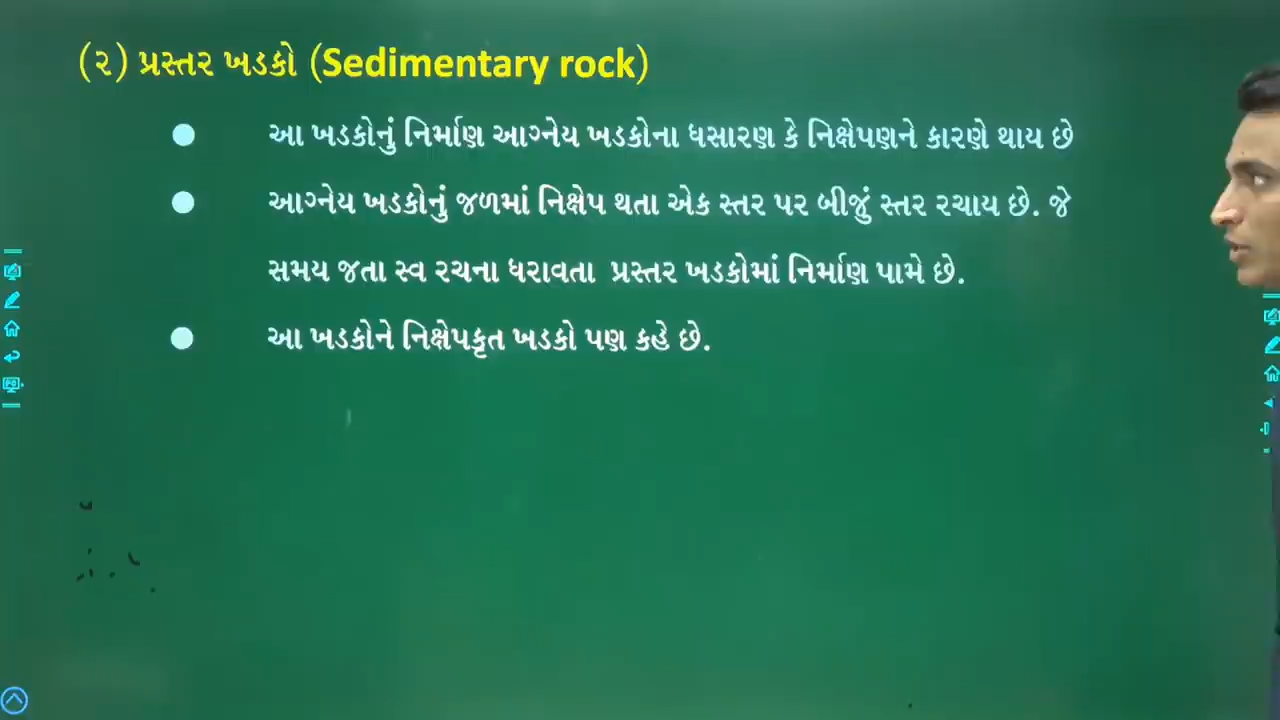 (૨) પ્રસ્તર ખડકો (Sedimentary rock)
આ ખડકોનું નિર્માણ આગ્નેય ખડકોના ધસારણ કે નિક્ષેપણને કારણે થાય છે
આગ્નેય ખડકોનું જળમાં નિક્ષેપ થતા એક સ્તર પર બીજું સ્તર રચાય છે. જે
સમય જતા સ્વ રચના ધરાવતા પ્રસ્તર ખડકોમાં નિર્માણ પામે છે.
આ ખડકોને નિક્ષેપકૃત ખડકો પણ કહે છે.